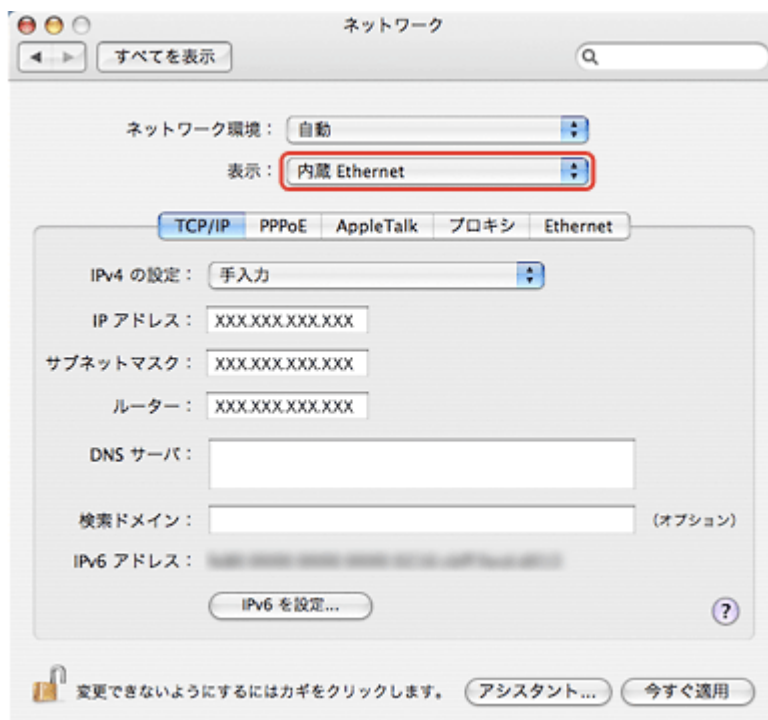 ネットワーク
すべてを表示
ネットワーク環境： 自動
表示： 内蔵 Ethernet
TCP/IP PPPoE AppleTalk プロキシ Ethernet
IPv4 の設定： 手入力
IP アドレス： XXX.XXX.XXX.XXX
サブネットマスク： XXX.XXX.XXX.XXX
ルーター： XXX.XXX.XXX.XXX
DNS サーバ：
検索ドメイン： (オプション)
IPv6 アドレス：
IPv6 を設定...
?
変更できないようにするにはカギをクリックします。 アシスタント... 今すぐ適用